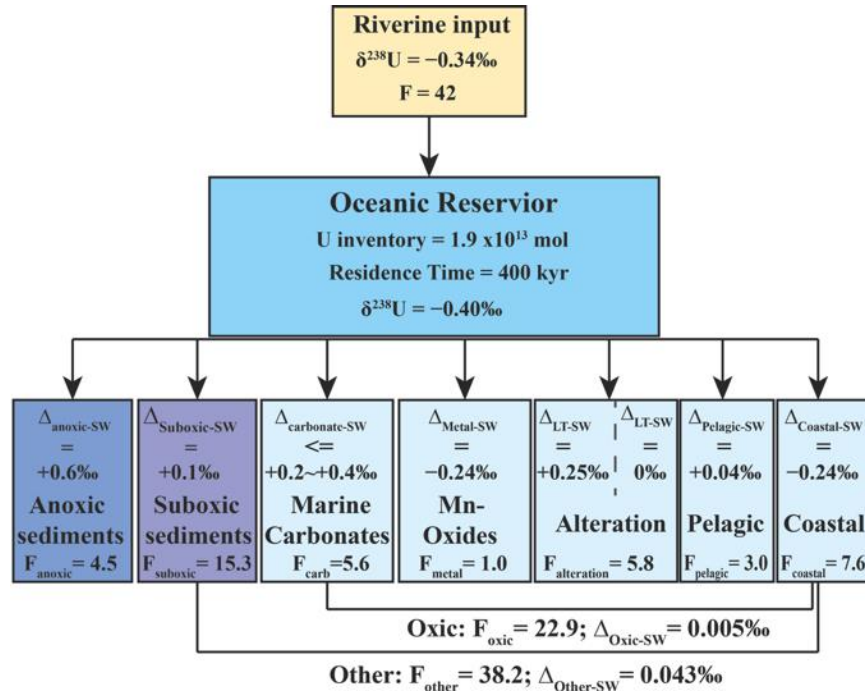 Riverine input
δ²³⁸U = −0.34‰
F = 42
Oceanic Reservior
U inventory = 1.9 x10¹³ mol
Residence Time = 400 kyr
δ²³⁸U = −0.40‰
Δanoxic-SW
=
+0.6‰
Anoxic
sediments
Fanoxic = 4.5
ΔSuboxic-SW
=
+0.1‰
Suboxic
sediments
Fsuboxic = 15.3
Δcarbonate-SW
<=
+0.2~+0.4‰
Marine
Carbonates
Fcarb=5.6
ΔMetal-SW
=
−0.24‰
Mn-
Oxides
Fmetal= 1.0
ΔLT-SW
=
+0.25‰
ΔLT-SW
=
0‰
Alteration
Falteration= 5.8
ΔPelagic-SW
=
+0.04‰
Pelagic
Fpelagic= 3.0
ΔCoastal-SW
=
−0.24‰
Coastal
Fcoastal= 7.6
Oxic: Foxic= 22.9; ΔOxic-SW= 0.005‰
Other: Fother= 38.2; ΔOther-SW= 0.043‰